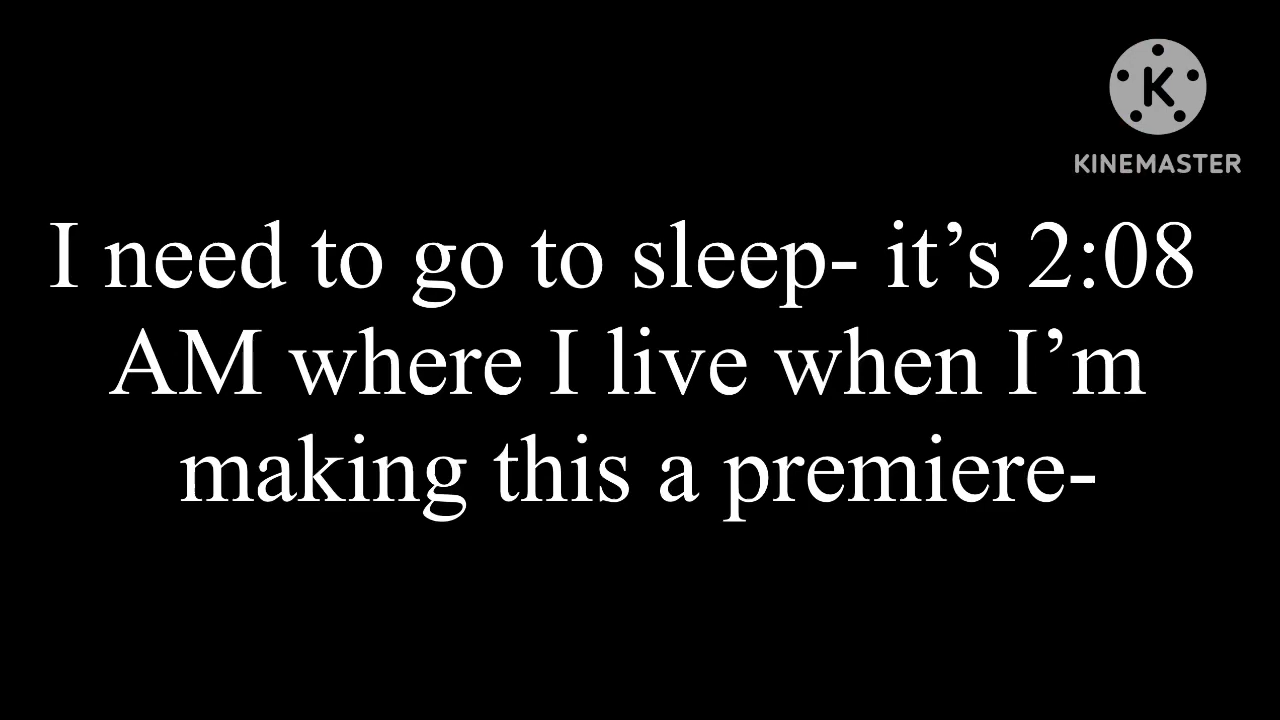 K
KINEMASTER
I need to go to sleep- it’s 2:08
AM where I live when I’m
making this a premiere-